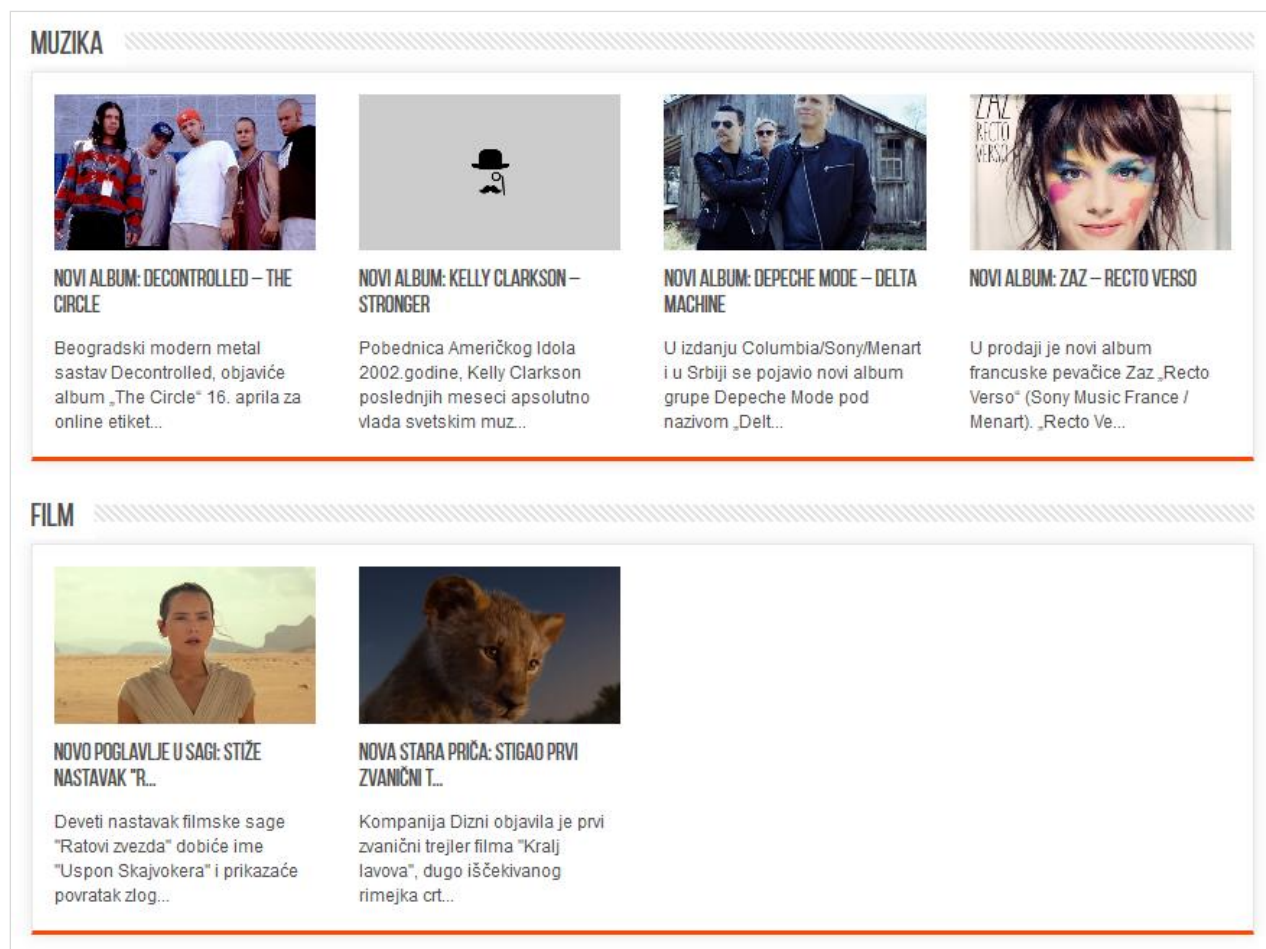 MUZIKA
ZAZ
RECTO
VERSO
NOVI ALBUM: DECONTROLLED – THE
CIRCLE
Beogradski modern metal
sastav Decontrolled, objaviće
album „The Circle“ 16. aprila za
online etiket...
NOVI ALBUM: KELLY CLARKSON –
STRONGER
Pobednica Američkog Idola
2002.godine, Kelly Clarkson
poslednjih meseci apsolutno
vlada svetskim muz...
NOVI ALBUM: DEPECHE MODE – DELTA
MACHINE
U izdanju Columbia/Sony/Menart
i u Srbiji se pojavio novi album
grupe Depeche Mode pod
nazivom „Delt...
NOVI ALBUM: ZAZ – RECTO VERSO
U prodaji je novi album
francuske pevačice Zaz „Recto
Verso“ (Sony Music France /
Menart). „Recto Ve...
FILM
NOVO POGLAVLJE U SAGI: STIŽE
NASTAVAK "R...
Deveti nastavak filmske sage
"Ratovi zvezda" dobiće ime
"Uspon Skajvokera" i prikazaće
povratak zlog...
NOVA STARA PRIČA: STIGAO PRVI
ZVANIČNI T...
Kompanija Dizni objavila je prvi
zvanični trejler filma "Kralj
lavova", dugo iščekivanog
rimejka crt...